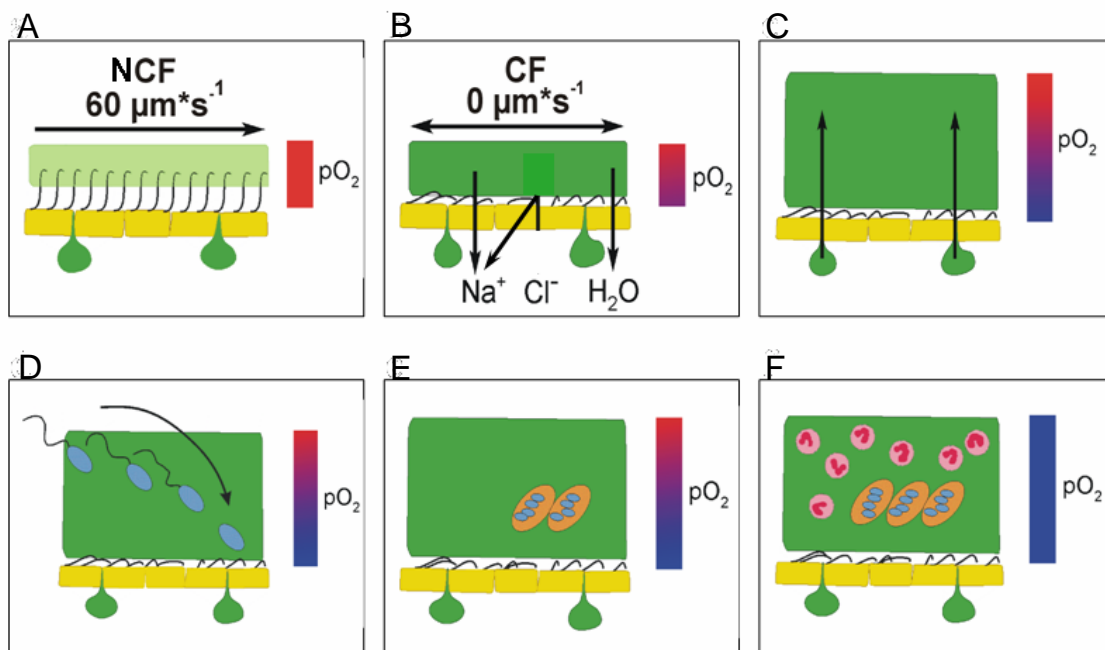 A
NCF
60 µm*s⁻¹
pO₂
B
CF
0 µm*s⁻¹
pO₂
Na⁺ Cl⁻ H₂O
C
pO₂
D
pO₂
E
pO₂
F
pO₂